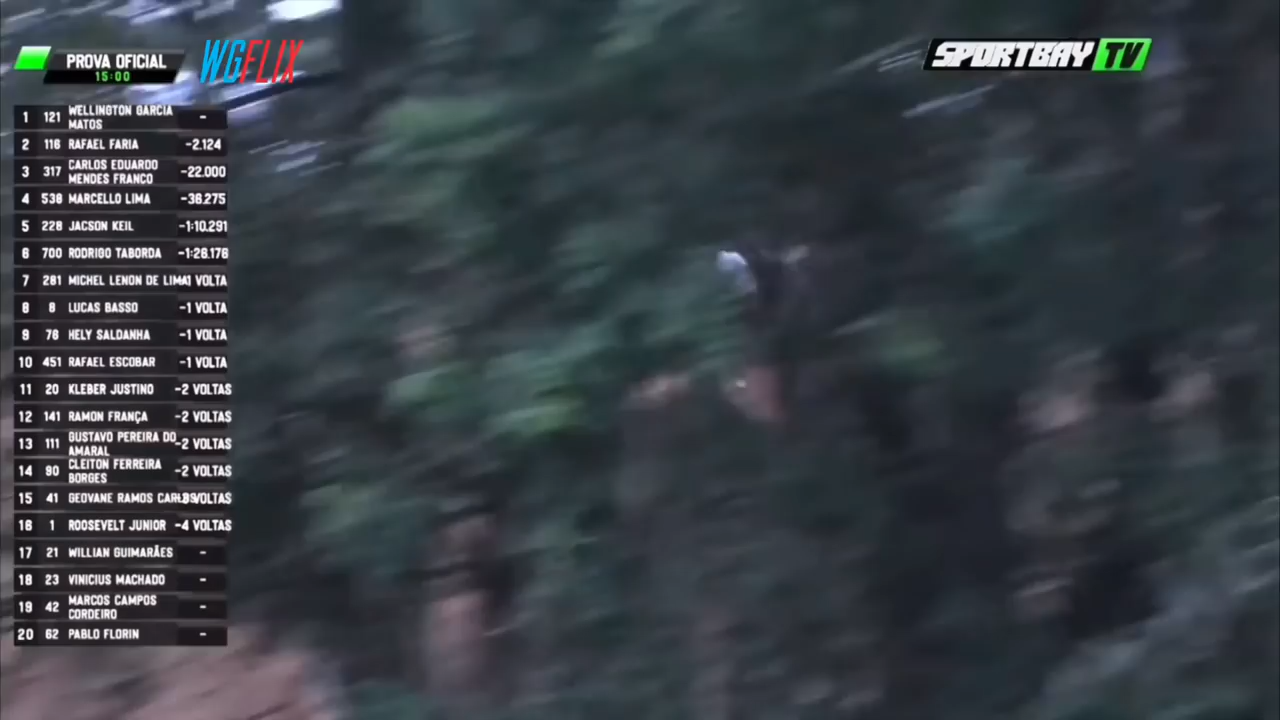 PROVA OFICIAL
15:00
WGFLIX
SPORTBAY TV
1 121 WELLINGTON GARCIA MATOS -
2 116 RAFAEL FARIA -2.124
3 317 CARLOS EDUARDO MENDES FRANCO -22.000
4 538 MARCELLO LIMA -36.275
5 228 JACSON KEIL -1:10.291
6 700 RODRIGO TABORDA -1:26.176
7 281 MICHEL LENON DE LIMA -1 VOLTA
8 8 LUCAS BASSO -1 VOLTA
9 76 HELY SALDANHA -1 VOLTA
10 451 RAFAEL ESCOBAR -1 VOLTA
11 20 KLEBER JUSTINO -2 VOLTAS
12 141 RAMON FRANÇA -2 VOLTAS
13 111 GUSTAVO PEREIRA DO AMARAL -2 VOLTAS
14 90 CLEITON FERREIRA BORGES -2 VOLTAS
15 41 GEOVANE RAMOS VOLTAS
16 1 ROOSEVELT JUNIOR -4 VOLTAS
17 21 WILLIAN GUIMARÃES -
18 23 VINICIUS MACHADO -
19 42 MARCOS CAMPOS CORDEIRO -
20 62 PABLO FLORIN -